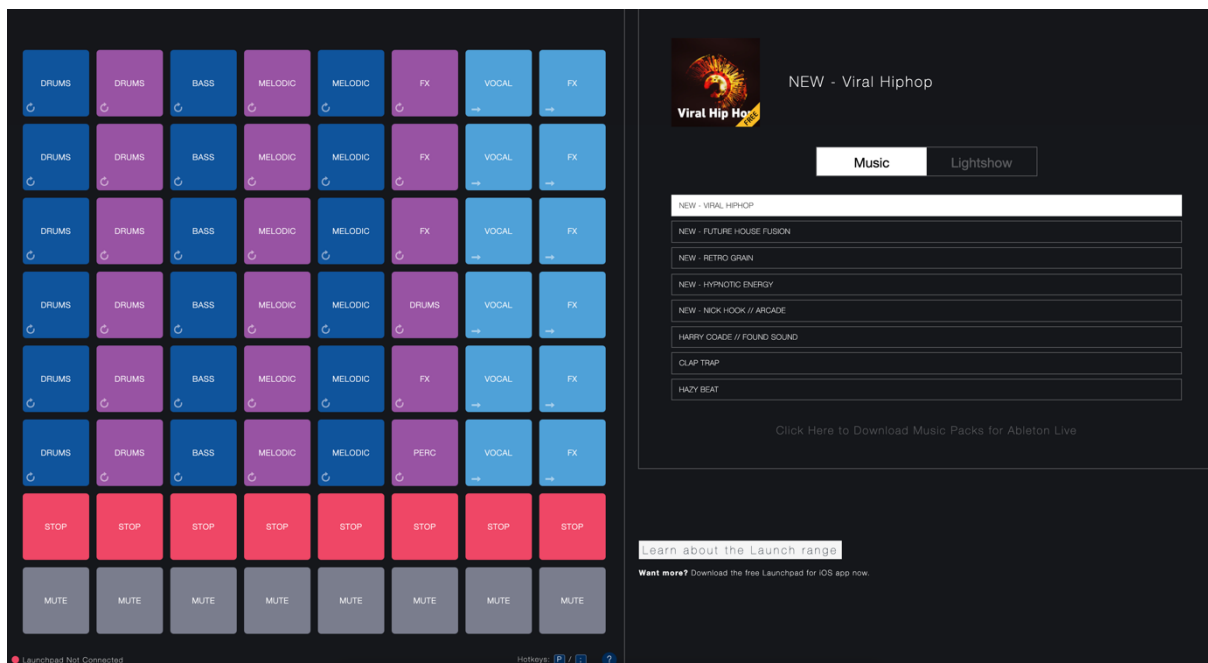 DRUMS DRUMS BASS MELODIC MELODIC FX VOCAL FX
DRUMS DRUMS BASS MELODIC MELODIC FX VOCAL FX
DRUMS DRUMS BASS MELODIC MELODIC FX VOCAL FX
DRUMS DRUMS BASS MELODIC MELODIC DRUMS VOCAL FX
DRUMS DRUMS BASS MELODIC MELODIC FX VOCAL FX
DRUMS DRUMS BASS MELODIC MELODIC PERC VOCAL FX
STOP STOP STOP STOP STOP STOP STOP STOP
MUTE MUTE MUTE MUTE MUTE MUTE MUTE MUTE
Launchpad Not Connected
Hotkeys: P / ; ?
Viral Hip Hop
FREE
NEW - Viral Hiphop
Music Lightshow
NEW - VIRAL HIPHOP
NEW - FUTURE HOUSE FUSION
NEW - RETRO GRAIN
NEW - HYPNOTIC ENERGY
NEW - NICK HOOK // ARCADE
HARRY COADE // FOUND SOUND
CLAP TRAP
HAZY BEAT
Click Here to Download Music Packs for Ableton Live
Learn about the Launch range
Want more? Download the free Launchpad for iOS app now.